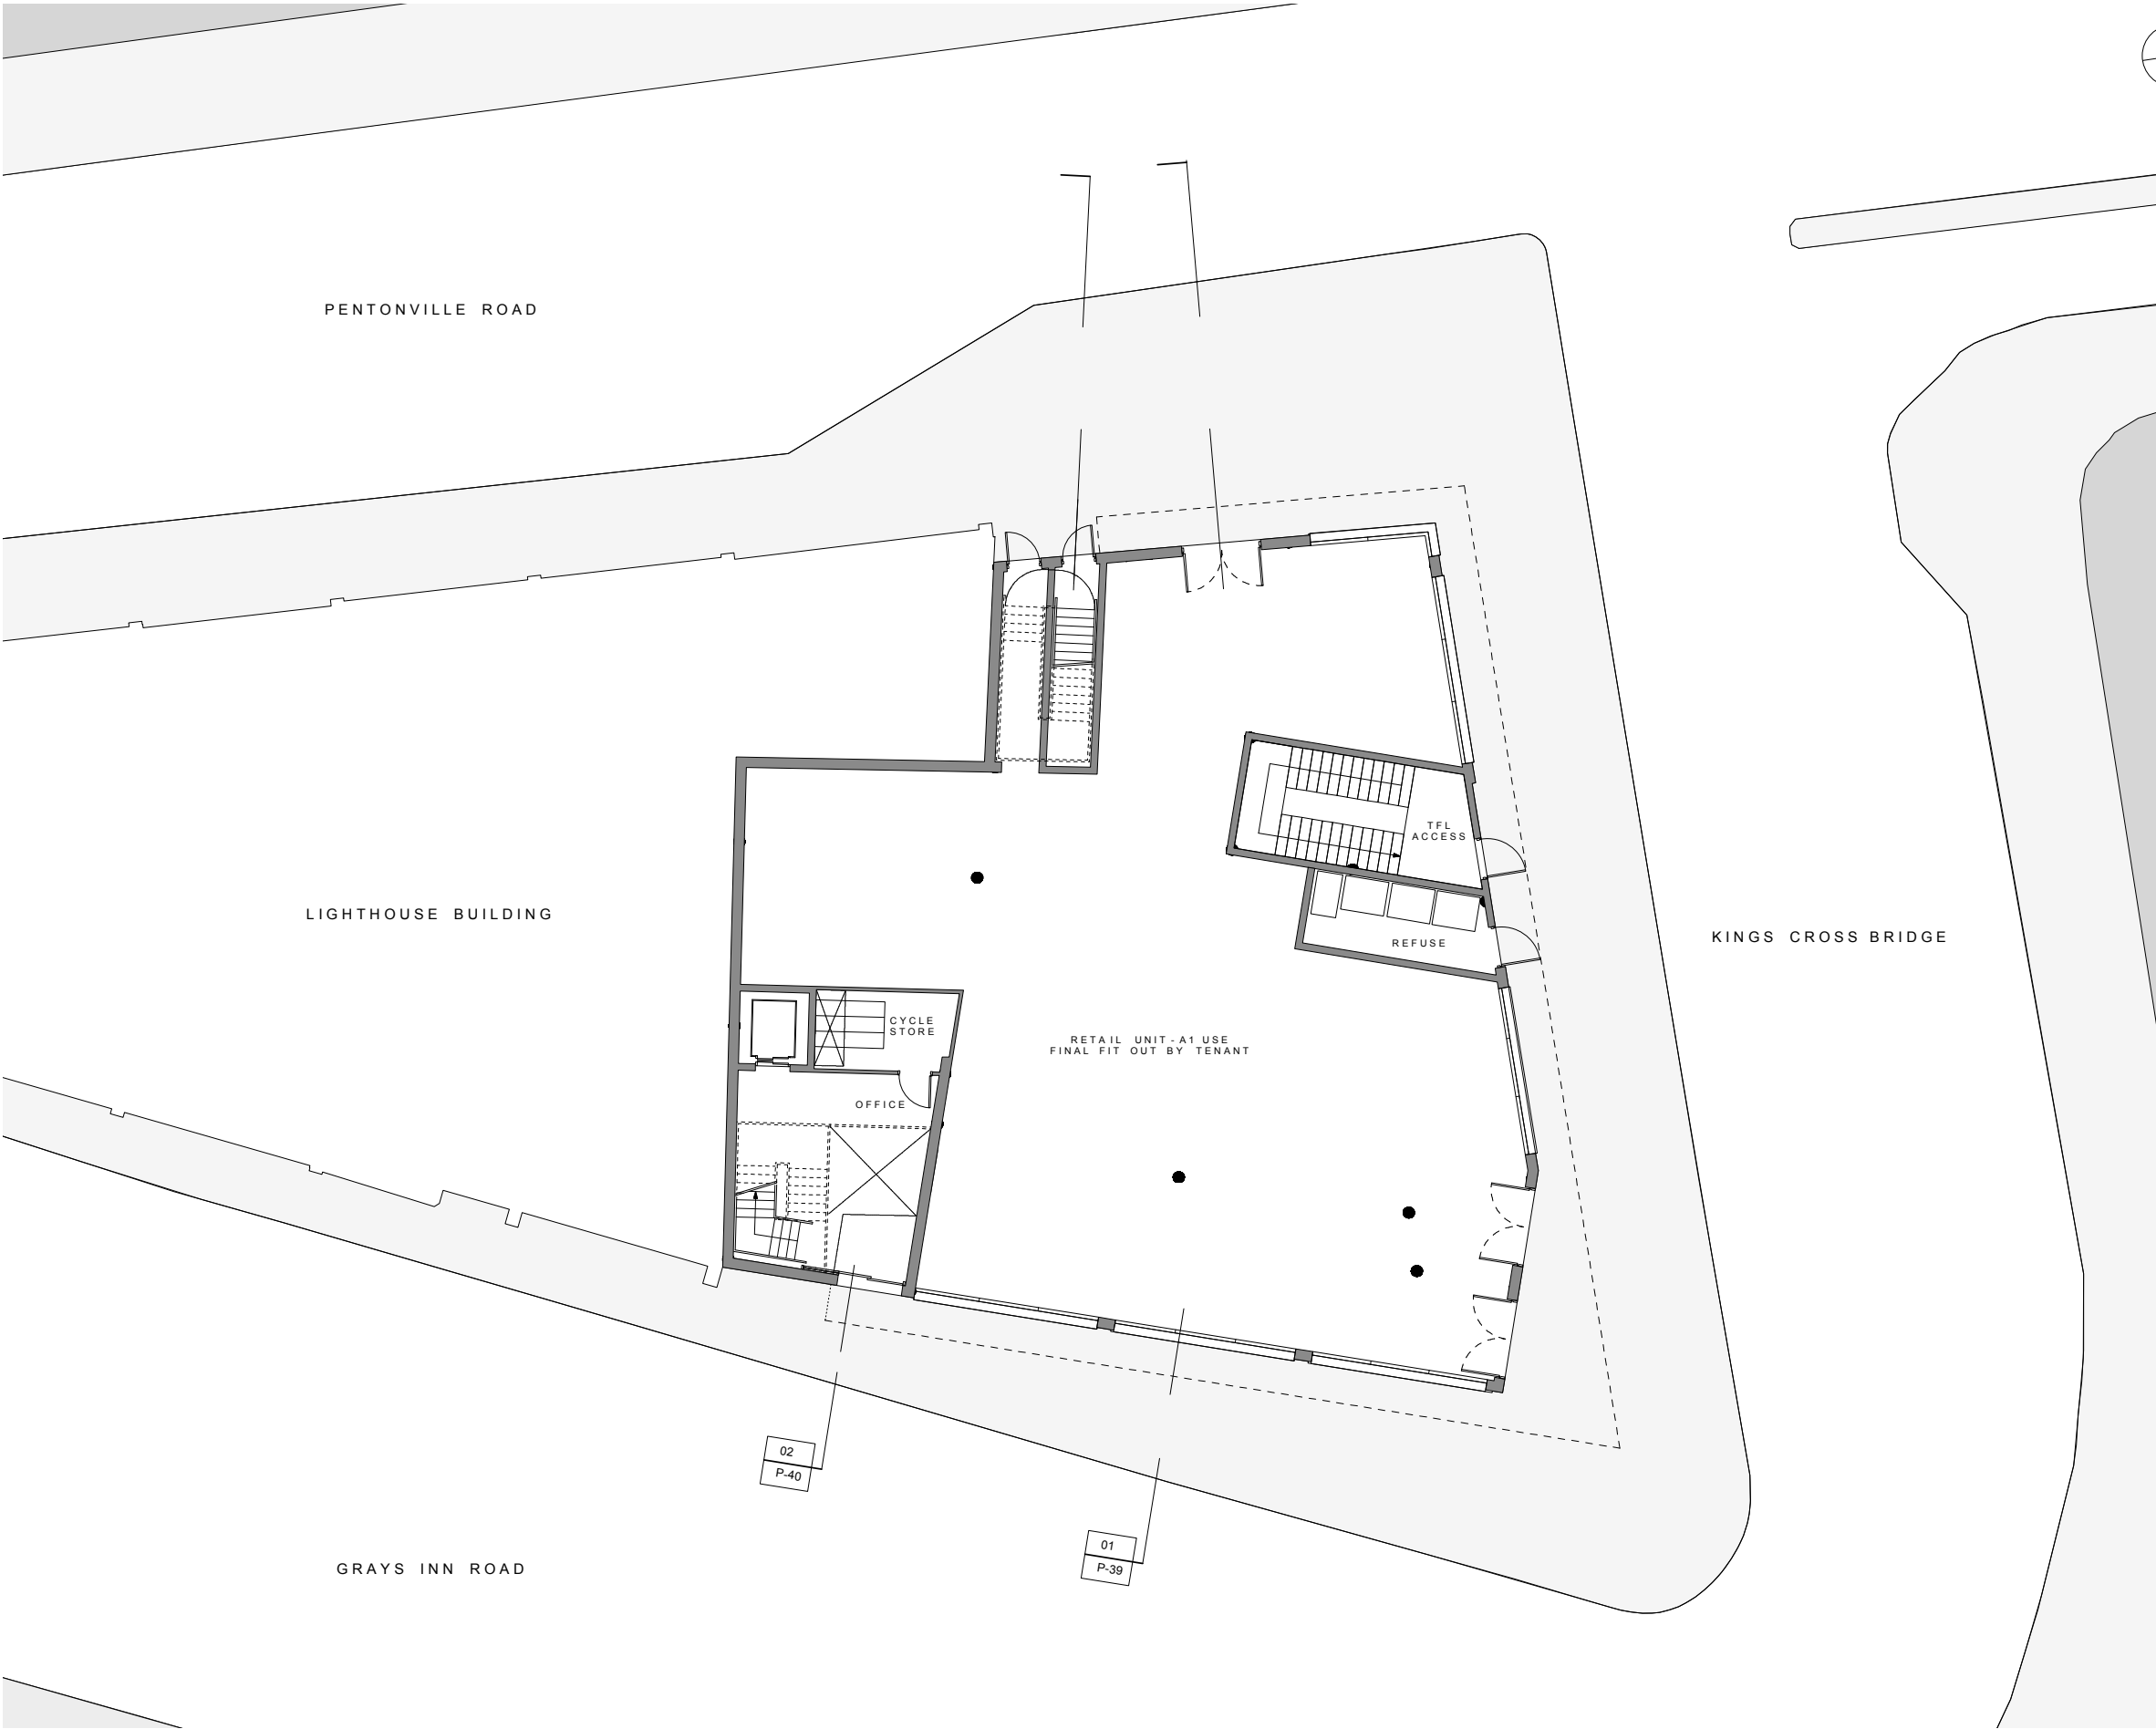 PENTONVILLE ROAD
TFL
ACCESS
LIGHTHOUSE BUILDING
KINGS CROSS BRIDGE
REFUSE
CYCLE
STORE
RETAIL UNIT - A1 USE
FINAL FIT OUT BY TENANT
OFFICE
02
P-40
01
P-39
GRAYS INN ROAD